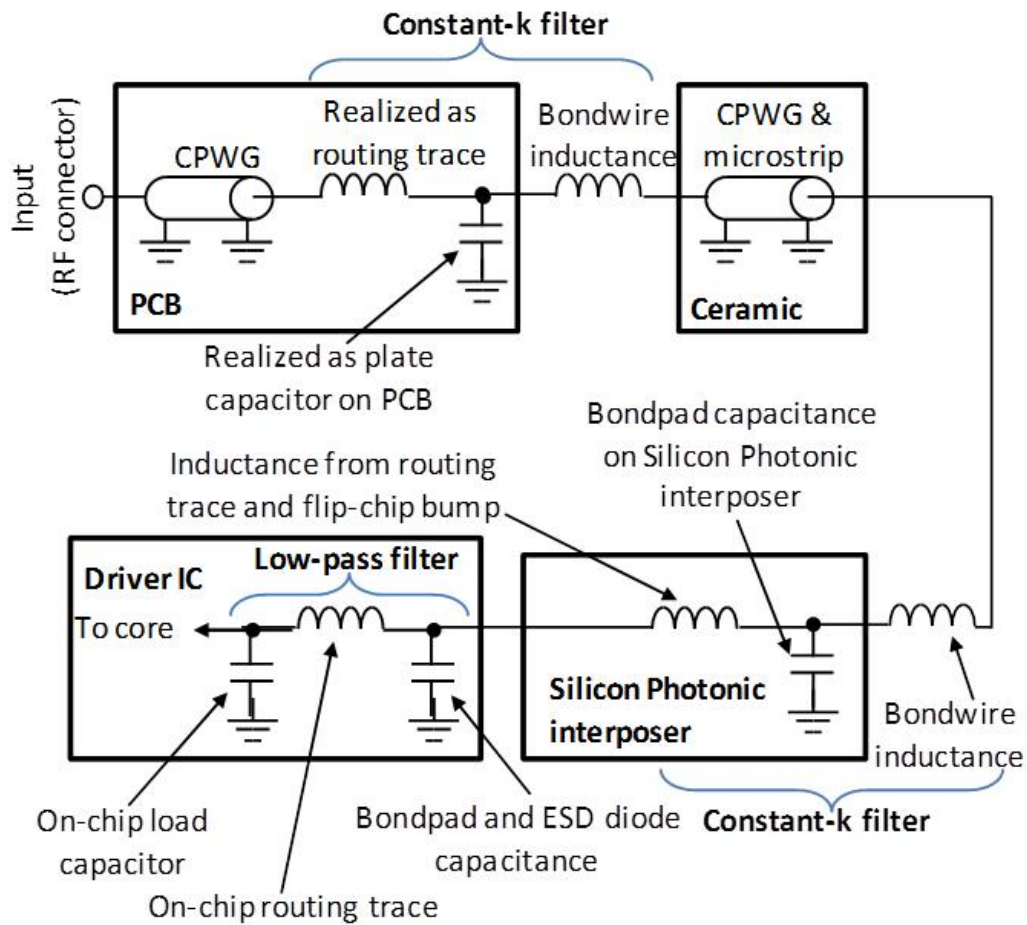 Constant-k filter
Input
(RF connector)
CPWG
Realized as
routing trace
Bondwire
inductance
CPWG &
microstrip
PCB
Ceramic
Realized as plate
capacitor on PCB
Bondpad capacitance
on Silicon Photonic
interposer
Inductance from routing
trace and flip-chip bump
Driver IC
Low-pass filter
To core
Silicon Photonic
interposer
Bondwire
inductance
On-chip load
capacitor
Bondpad and ESD diode
capacitance
Constant-k filter
On-chip routing trace